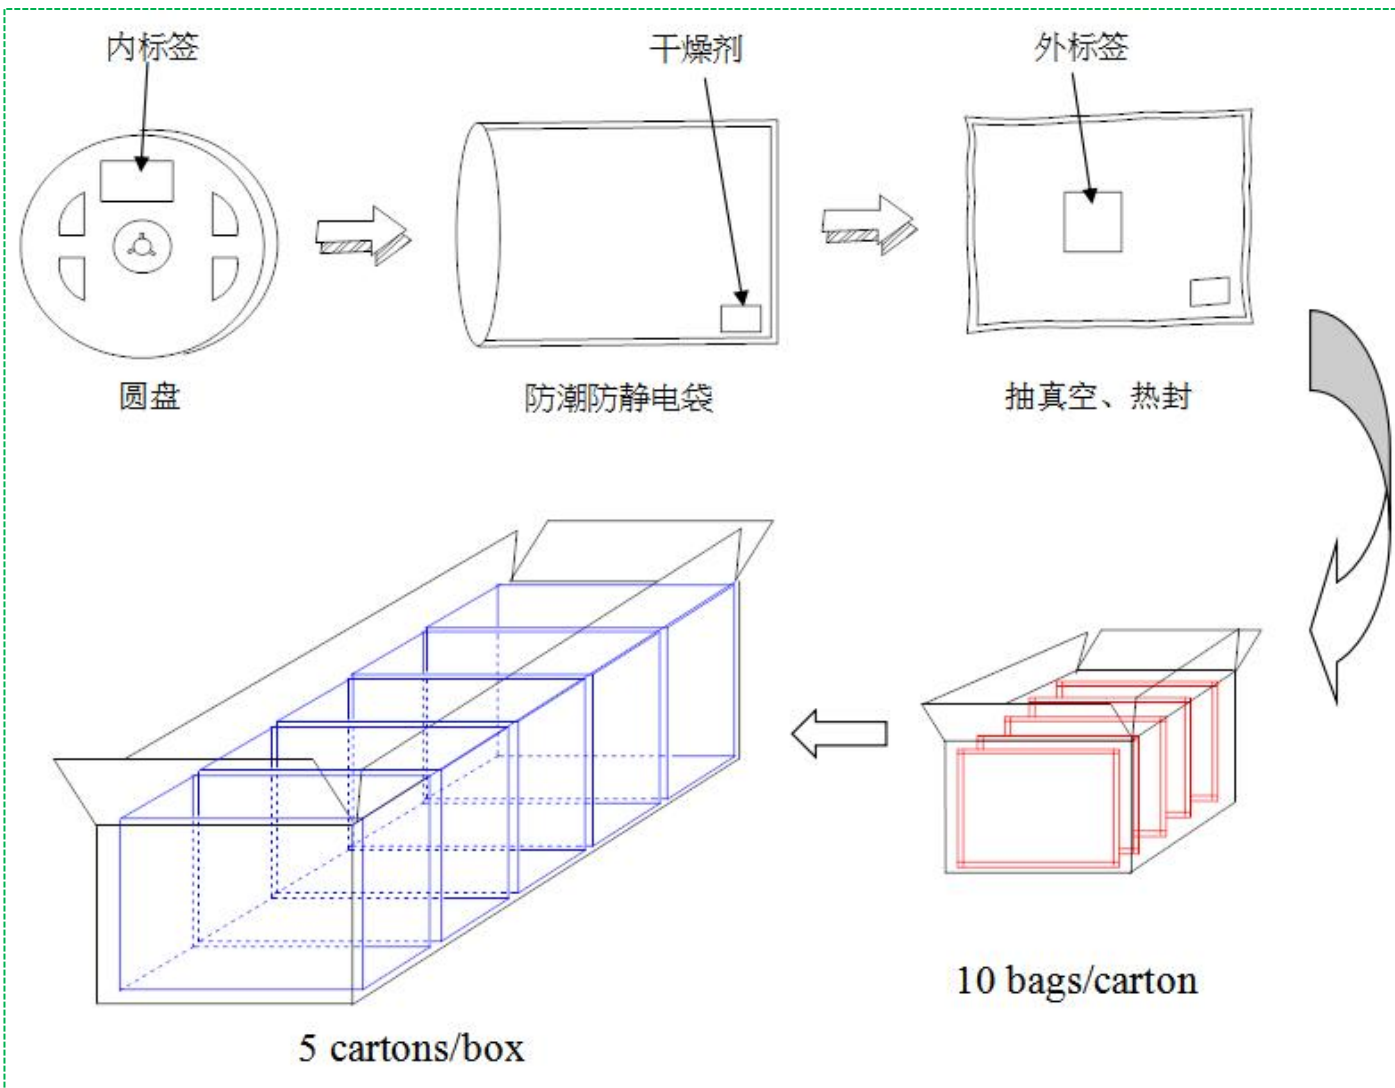 内标签
干燥剂
外标签
圆盘
防潮防静电袋
抽真空、热封
10 bags/carton
5 cartons/box